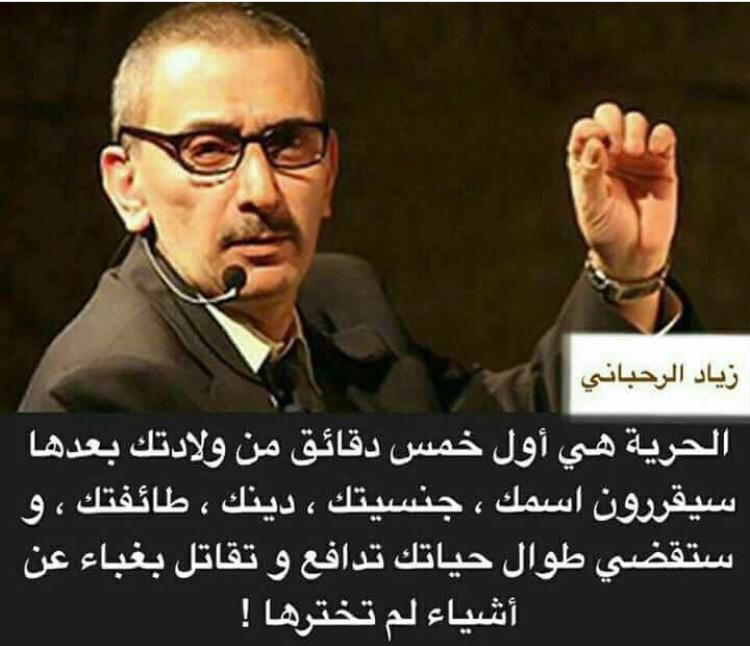 زياد الرحباني
الحرية هي أول خمس دقائق من ولادتك بعدها
سيقررون اسمك ، جنسيتك ، دينك ، طائفتك ، و
ستقضي طوال حياتك تدافع و تقاتل بغباء عن
أشياء لم تخترها !